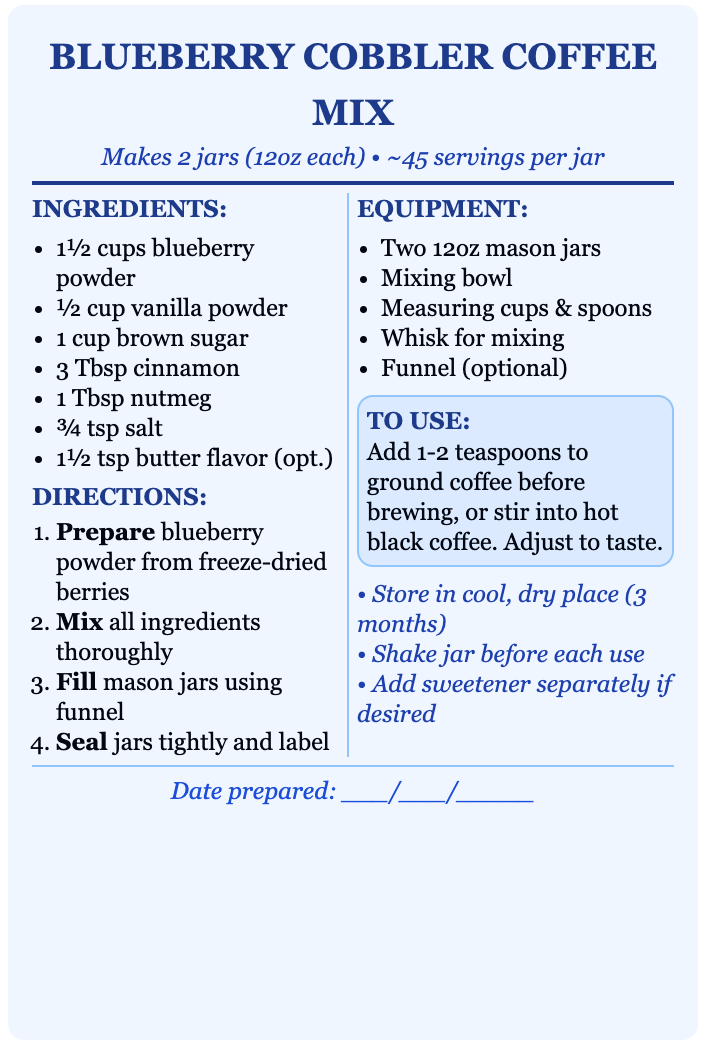 BLUEBERRY COBBLER COFFEE
MIX
Makes 2 jars (12oz each) • ~45 servings per jar
INGREDIENTS:
• 1½ cups blueberry
powder
• ½ cup vanilla powder
• 1 cup brown sugar
• 3 Tbsp cinnamon
• 1 Tbsp nutmeg
• ¾ tsp salt
• 1½ tsp butter flavor (opt.)
DIRECTIONS:
1. Prepare blueberry
powder from freeze-dried
berries
2. Mix all ingredients
thoroughly
3. Fill mason jars using
funnel
4. Seal jars tightly and label
EQUIPMENT:
• Two 12oz mason jars
• Mixing bowl
• Measuring cups & spoons
• Whisk for mixing
• Funnel (optional)
TO USE:
Add 1-2 teaspoons to
ground coffee before
brewing, or stir into hot
black coffee. Adjust to taste.
• Store in cool, dry place (3
months)
• Shake jar before each use
• Add sweetener separately if
desired
Date prepared: ___/___/_____